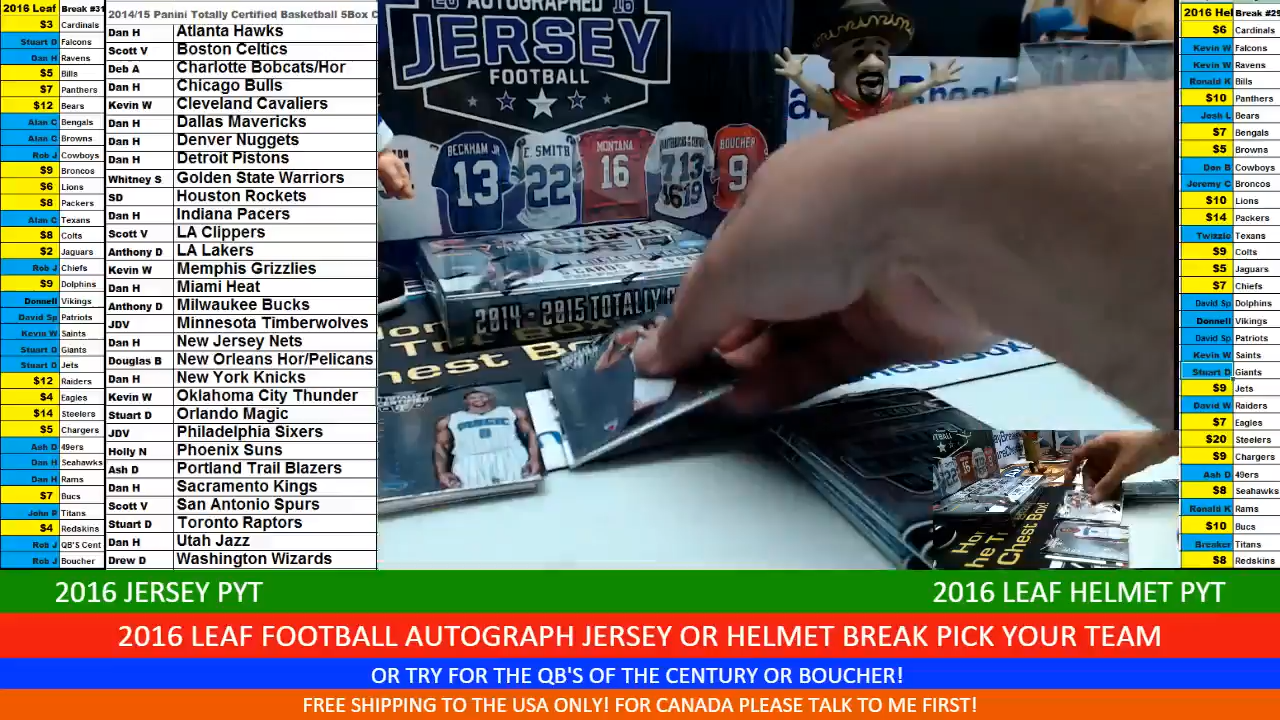 2016 Leaf Break #31
$3 Cardinals
Stuart D Falcons
Dan H Ravens
$5 Bills
$7 Panthers
$12 Bears
Alan C Bengals
Alan C Browns
Rob J Cowboys
$9 Broncos
$6 Lions
$8 Packers
Alan C Texans
$8 Colts
$2 Jaguars
Rob J Chiefs
$9 Dolphins
Donnell Vikings
David Sp Patriots
Kevin W Saints
Stuart D Giants
Stuart D Jets
$12 Raiders
$4 Eagles
$14 Steelers
$5 Chargers
Ash D 49ers
Dan H Seahawks
Dan H Rams
$7 Bucs
John P Titans
$4 Redskins
Rob J QB'S Cent
Rob J Boucher
2014/15 Panini Totally Certified Basketball 5Box C
Dan H Atlanta Hawks
Scott V Boston Celtics
Deb A Charlotte Bobcats/Hor
Dan H Chicago Bulls
Kevin W Cleveland Cavaliers
Dan H Dallas Mavericks
Dan H Denver Nuggets
Dan H Detroit Pistons
Whitney S Golden State Warriors
SD Houston Rockets
Dan H Indiana Pacers
Scott V LA Clippers
Anthony D LA Lakers
Kevin W Memphis Grizzlies
Dan H Miami Heat
Anthony D Milwaukee Bucks
JDV Minnesota Timberwolves
Dan H New Jersey Nets
Douglas B New Orleans Hor/Pelicans
Dan H New York Knicks
Kevin W Oklahoma City Thunder
Stuart D Orlando Magic
JDV Philadelphia Sixers
Holly N Phoenix Suns
Ash D Portland Trail Blazers
Dan H Sacramento Kings
Scott V San Antonio Spurs
Stuart D Toronto Raptors
Dan H Utah Jazz
Drew D Washington Wizards
20 AUTOGRAPHED 16
JERSEY
FOOTBALL
BECKHAM JR
13
E. SMITH
22
MONTANA
16
713
BOUCHER
9
2014 - 2015 TOTALLY
MAGIC
Chest Box!
2016 Hel Break #29
$6 Cardinals
Kevin W Falcons
Kevin W Ravens
Ronald K Bills
$10 Panthers
Josh L Bears
$7 Bengals
$5 Browns
Don B Cowboys
Jeremy C Broncos
$10 Lions
$14 Packers
Twizzle Texans
$9 Colts
$5 Jaguars
$7 Chiefs
David Sp Dolphins
Donnell Vikings
David Sp Patriots
Kevin W Saints
Stuart D Giants
$9 Jets
David W Raiders
$7 Eagles
$20 Steelers
$9 Chargers
Ash D 49ers
$8 Seahawks
Ronald K Rams
$10 Bucs
Breaker Titans
$8 Redskins
2016 JERSEY PYT
2016 LEAF HELMET PYT
2016 LEAF FOOTBALL AUTOGRAPH JERSEY OR HELMET BREAK PICK YOUR TEAM
OR TRY FOR THE QB'S OF THE CENTURY OR BOUCHER!
FREE SHIPPING TO THE USA ONLY! FOR CANADA PLEASE TALK TO ME FIRST!